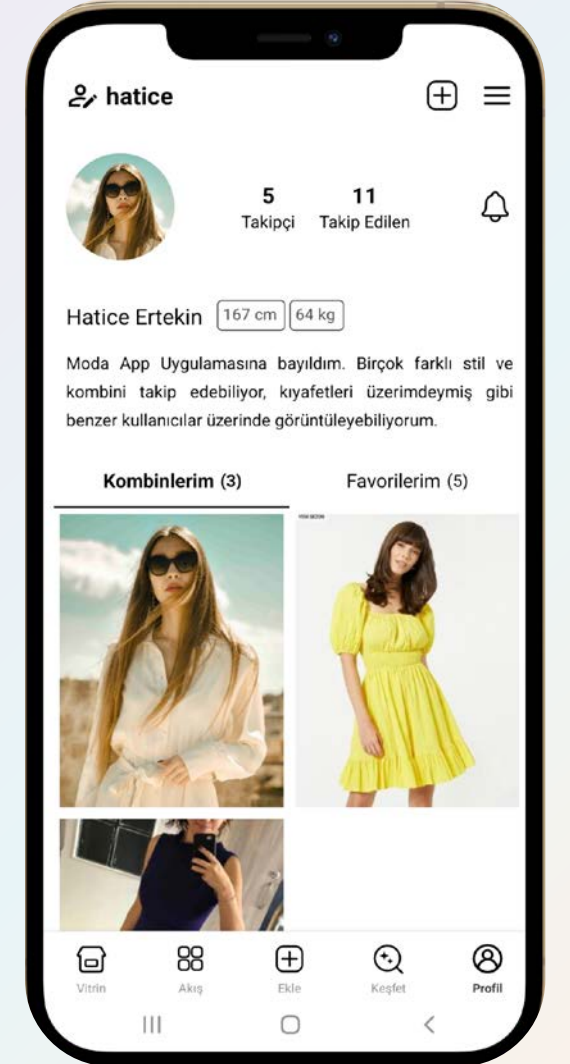 hatice
5 11
Takipçi Takip Edilen
Hatice Ertekin 167 cm 64 kg
Moda App Uygulamasına bayıldım. Birçok farklı stil ve
kombini takip edebiliyor, kıyafetleri üzerimdeymiş gibi
benzer kullanıcılar üzerinde görüntüleyebiliyorum.
Kombinlerim (3) Favorilerim (5)
YENİ SEZON
Vitrin Akış Ekle Keşfet Profil